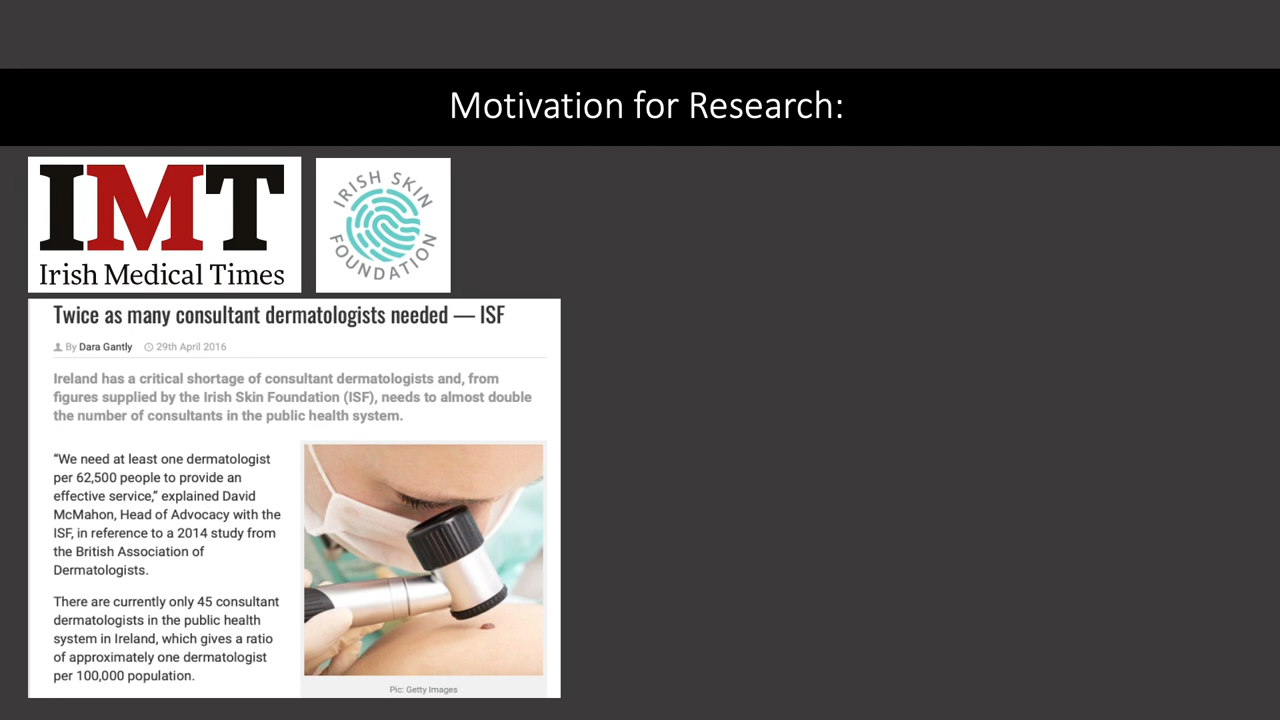 Motivation for Research:
IMT
Irish Medical Times
IRISH SKIN
FOUNDATION
Twice as many consultant dermatologists needed — ISF
By Dara Gantly 29th April 2016
Ireland has a critical shortage of consultant dermatologists and, from
figures supplied by the Irish Skin Foundation (ISF), needs to almost double
the number of consultants in the public health system.
“We need at least one dermatologist
per 62,500 people to provide an
effective service,” explained David
McMahon, Head of Advocacy with the
ISF, in reference to a 2014 study from
the British Association of
Dermatologists.
There are currently only 45 consultant
dermatologists in the public health
system in Ireland, which gives a ratio
of approximately one dermatologist
per 100,000 population.
Pic: Getty Images